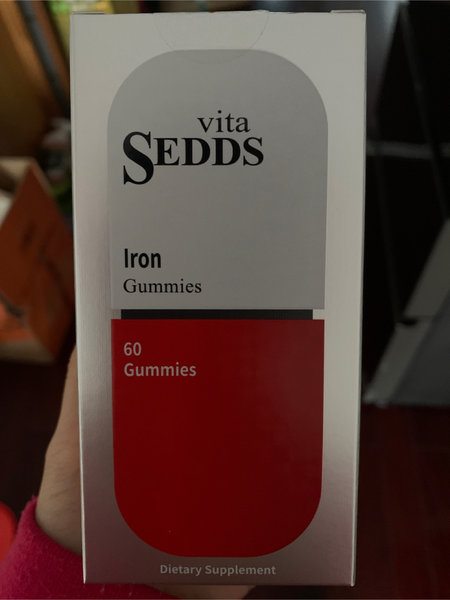 vita
SEDDS
Iron
Gummies
60
Gummies
Dietary Supplement